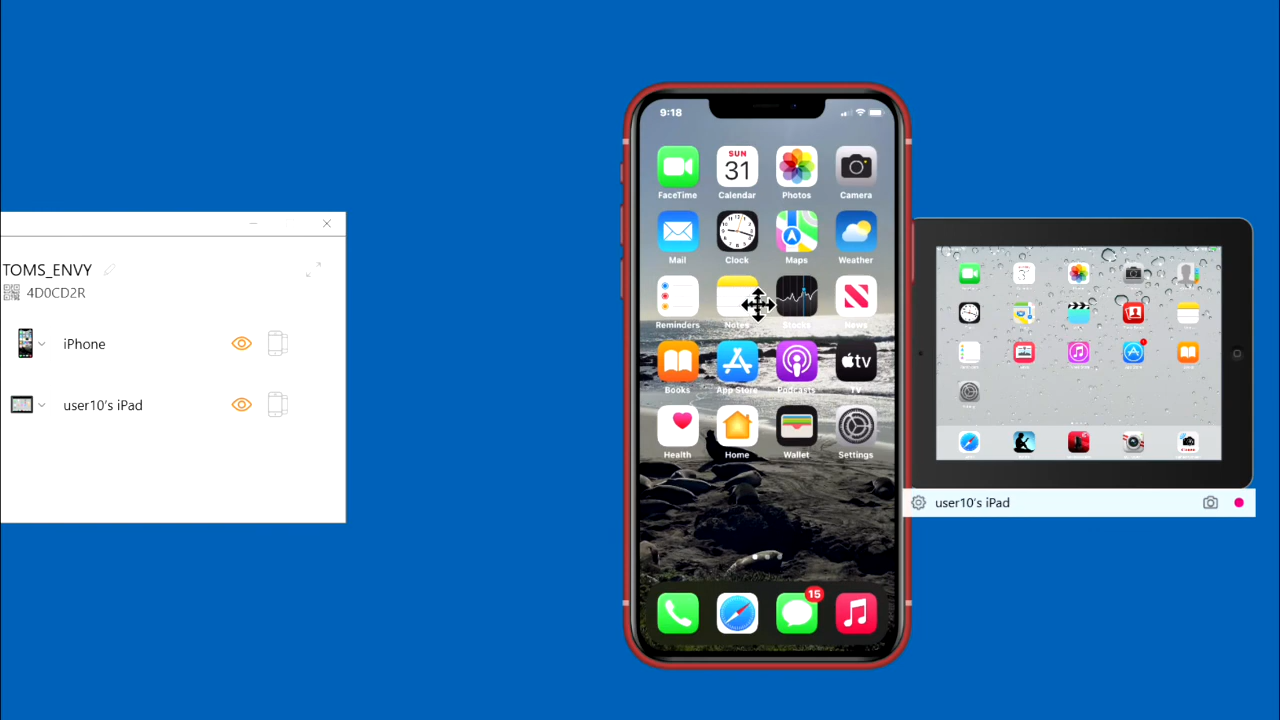 TOMS_ENVY
4D0CD2R
iPhone
user10's iPad
9:18
SUN
31
FaceTime Calendar Photos Camera
Mail Clock Maps Weather
Reminders Notes Stocks News
tv
Books App Store Podcasts TV
Health Home Wallet Settings
15
user10's iPad